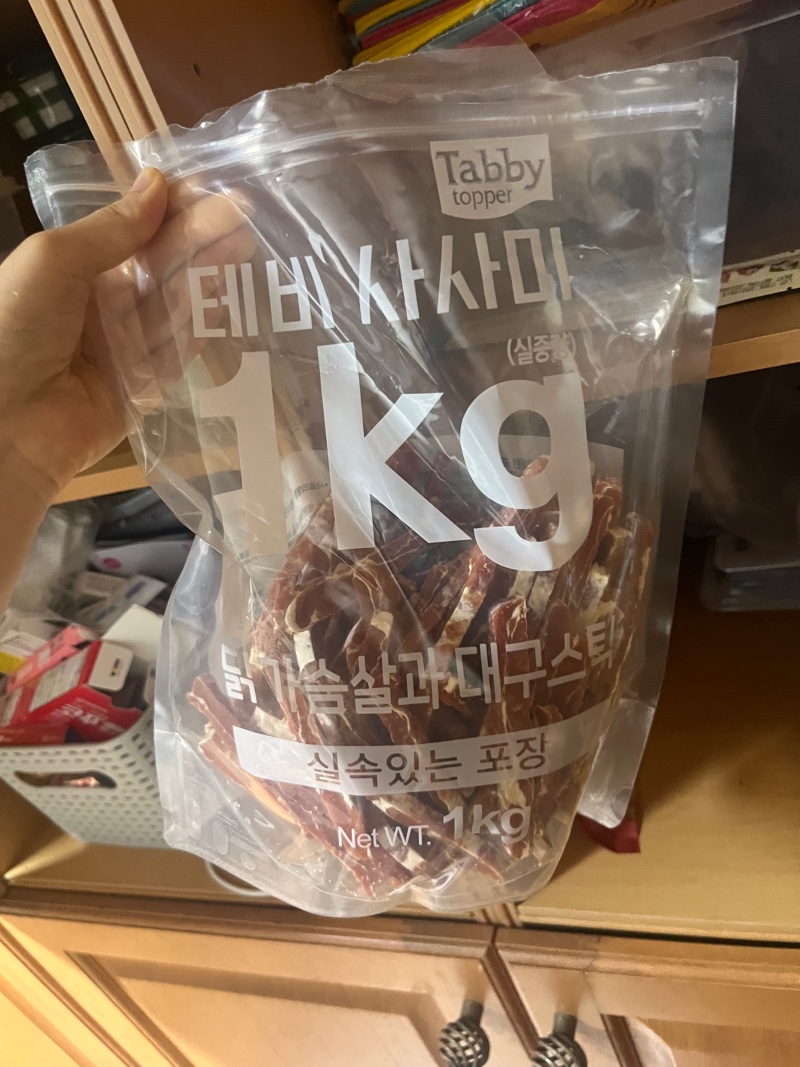 Tabby
topper
테비 사사미
(실중량)
1kg
닭가슴살과 대구스틱
실속있는 포장
Net WT. 1kg